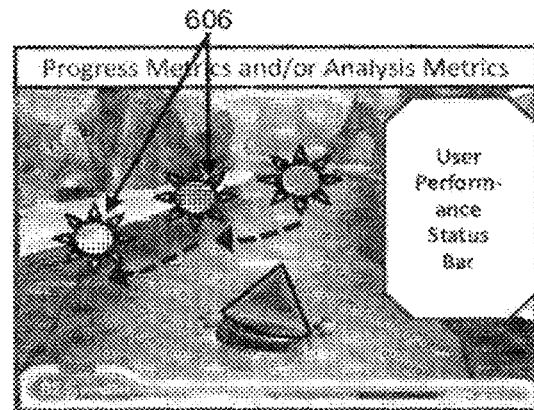 606
Progress Metrics and/or Analysis Metrics
User
Perform-
ance
Status
Bar